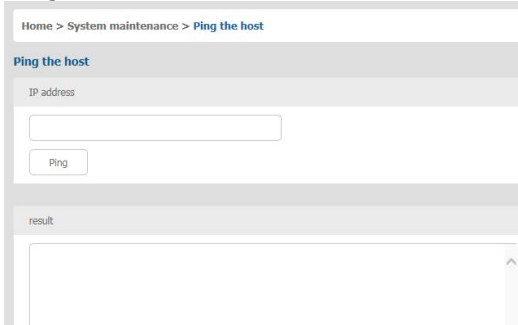 Home > System maintenance > Ping the host
Ping the host
IP address
Ping
result